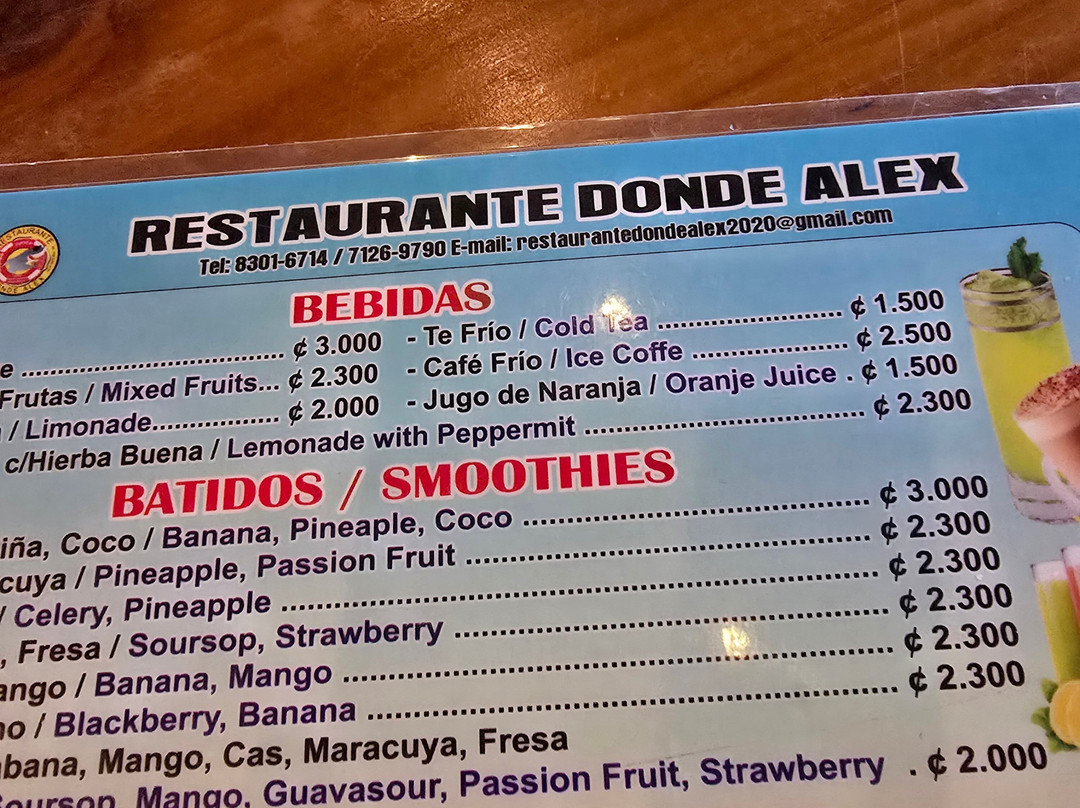 RESTAURANTE DONDE ALEX
Tel: 8301-6714 / 7126-9790 E-mail: restaurantedondealex2020@gmail.com
RESTAURANTE
DONDE ALEX
BEBIDAS
e ........................................ ₡ 3.000
Frutas / Mixed Fruits... ₡ 2.300
/ Limonade.................. ₡ 2.000
- Te Frío / Cold Tea ............................ ₡ 1.500
- Café Frío / Ice Coffe ....................... ₡ 2.500
- Jugo de Naranja / Oranje Juice . ₡ 1.500
c/Hierba Buena / Lemonade with Peppermit ........................................ ₡ 2.300
BATIDOS / SMOOTHIES
iña, Coco / Banana, Pineaple, Coco .................................................. ₡ 3.000
cuya / Pineapple, Passion Fruit .......................................................... ₡ 2.300
/ Celery, Pineapple .................................................................................... ₡ 2.300
, Fresa / Soursop, Strawberry ............................................................ ₡ 2.300
ango / Banana, Mango ............................................................................ ₡ 2.300
o / Blackberry, Banana .......................................................................... ₡ 2.300
bana, Mango, Cas, Maracuya, Fresa
Soursop, Mango, Guavasour, Passion Fruit, Strawberry . ₡ 2.000